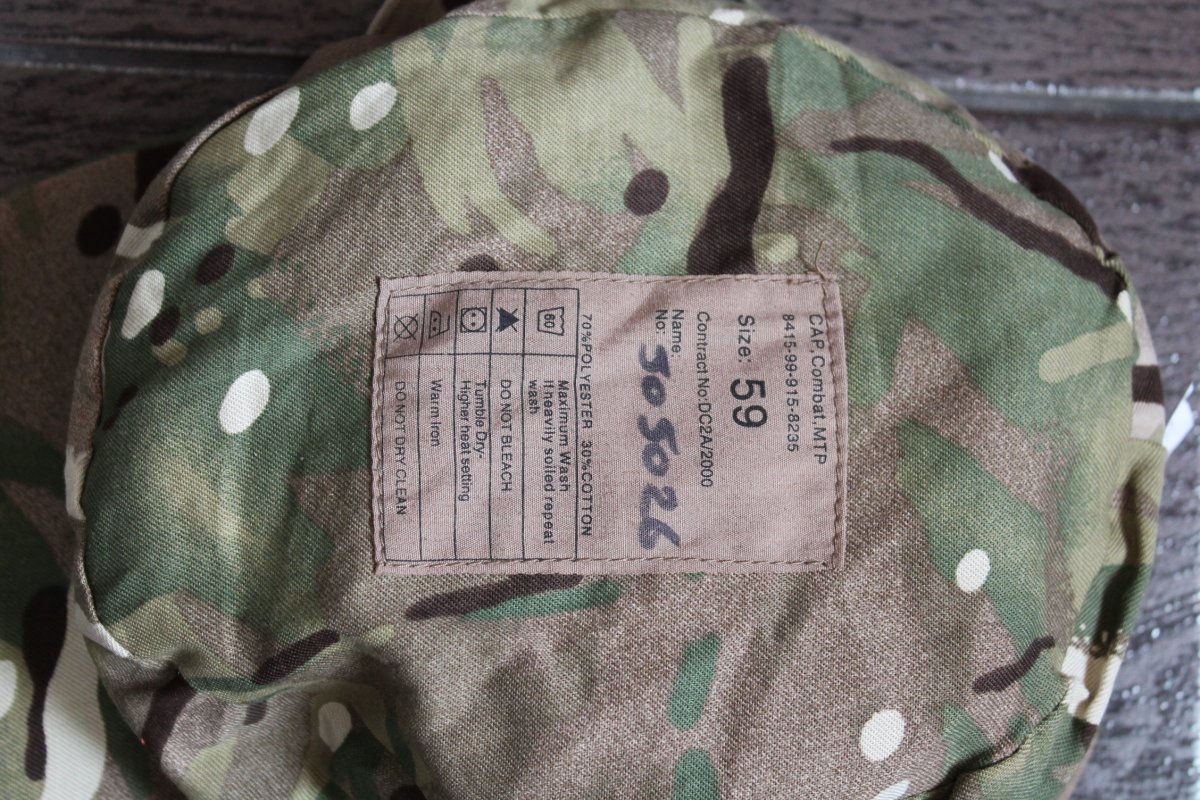 CAP,Combat,MTP
8415-99-915-8235
Size: 59
Contract No:DC2A/2000
Name:
No: 305026
70%POLYESTER 30%COTTON
60
Maximum Wash
If heavily soiled repeat
wash
DO NOT BLEACH
Tumble Dry-
Higher heat setting
Warm Iron
DO NOT DRY CLEAN